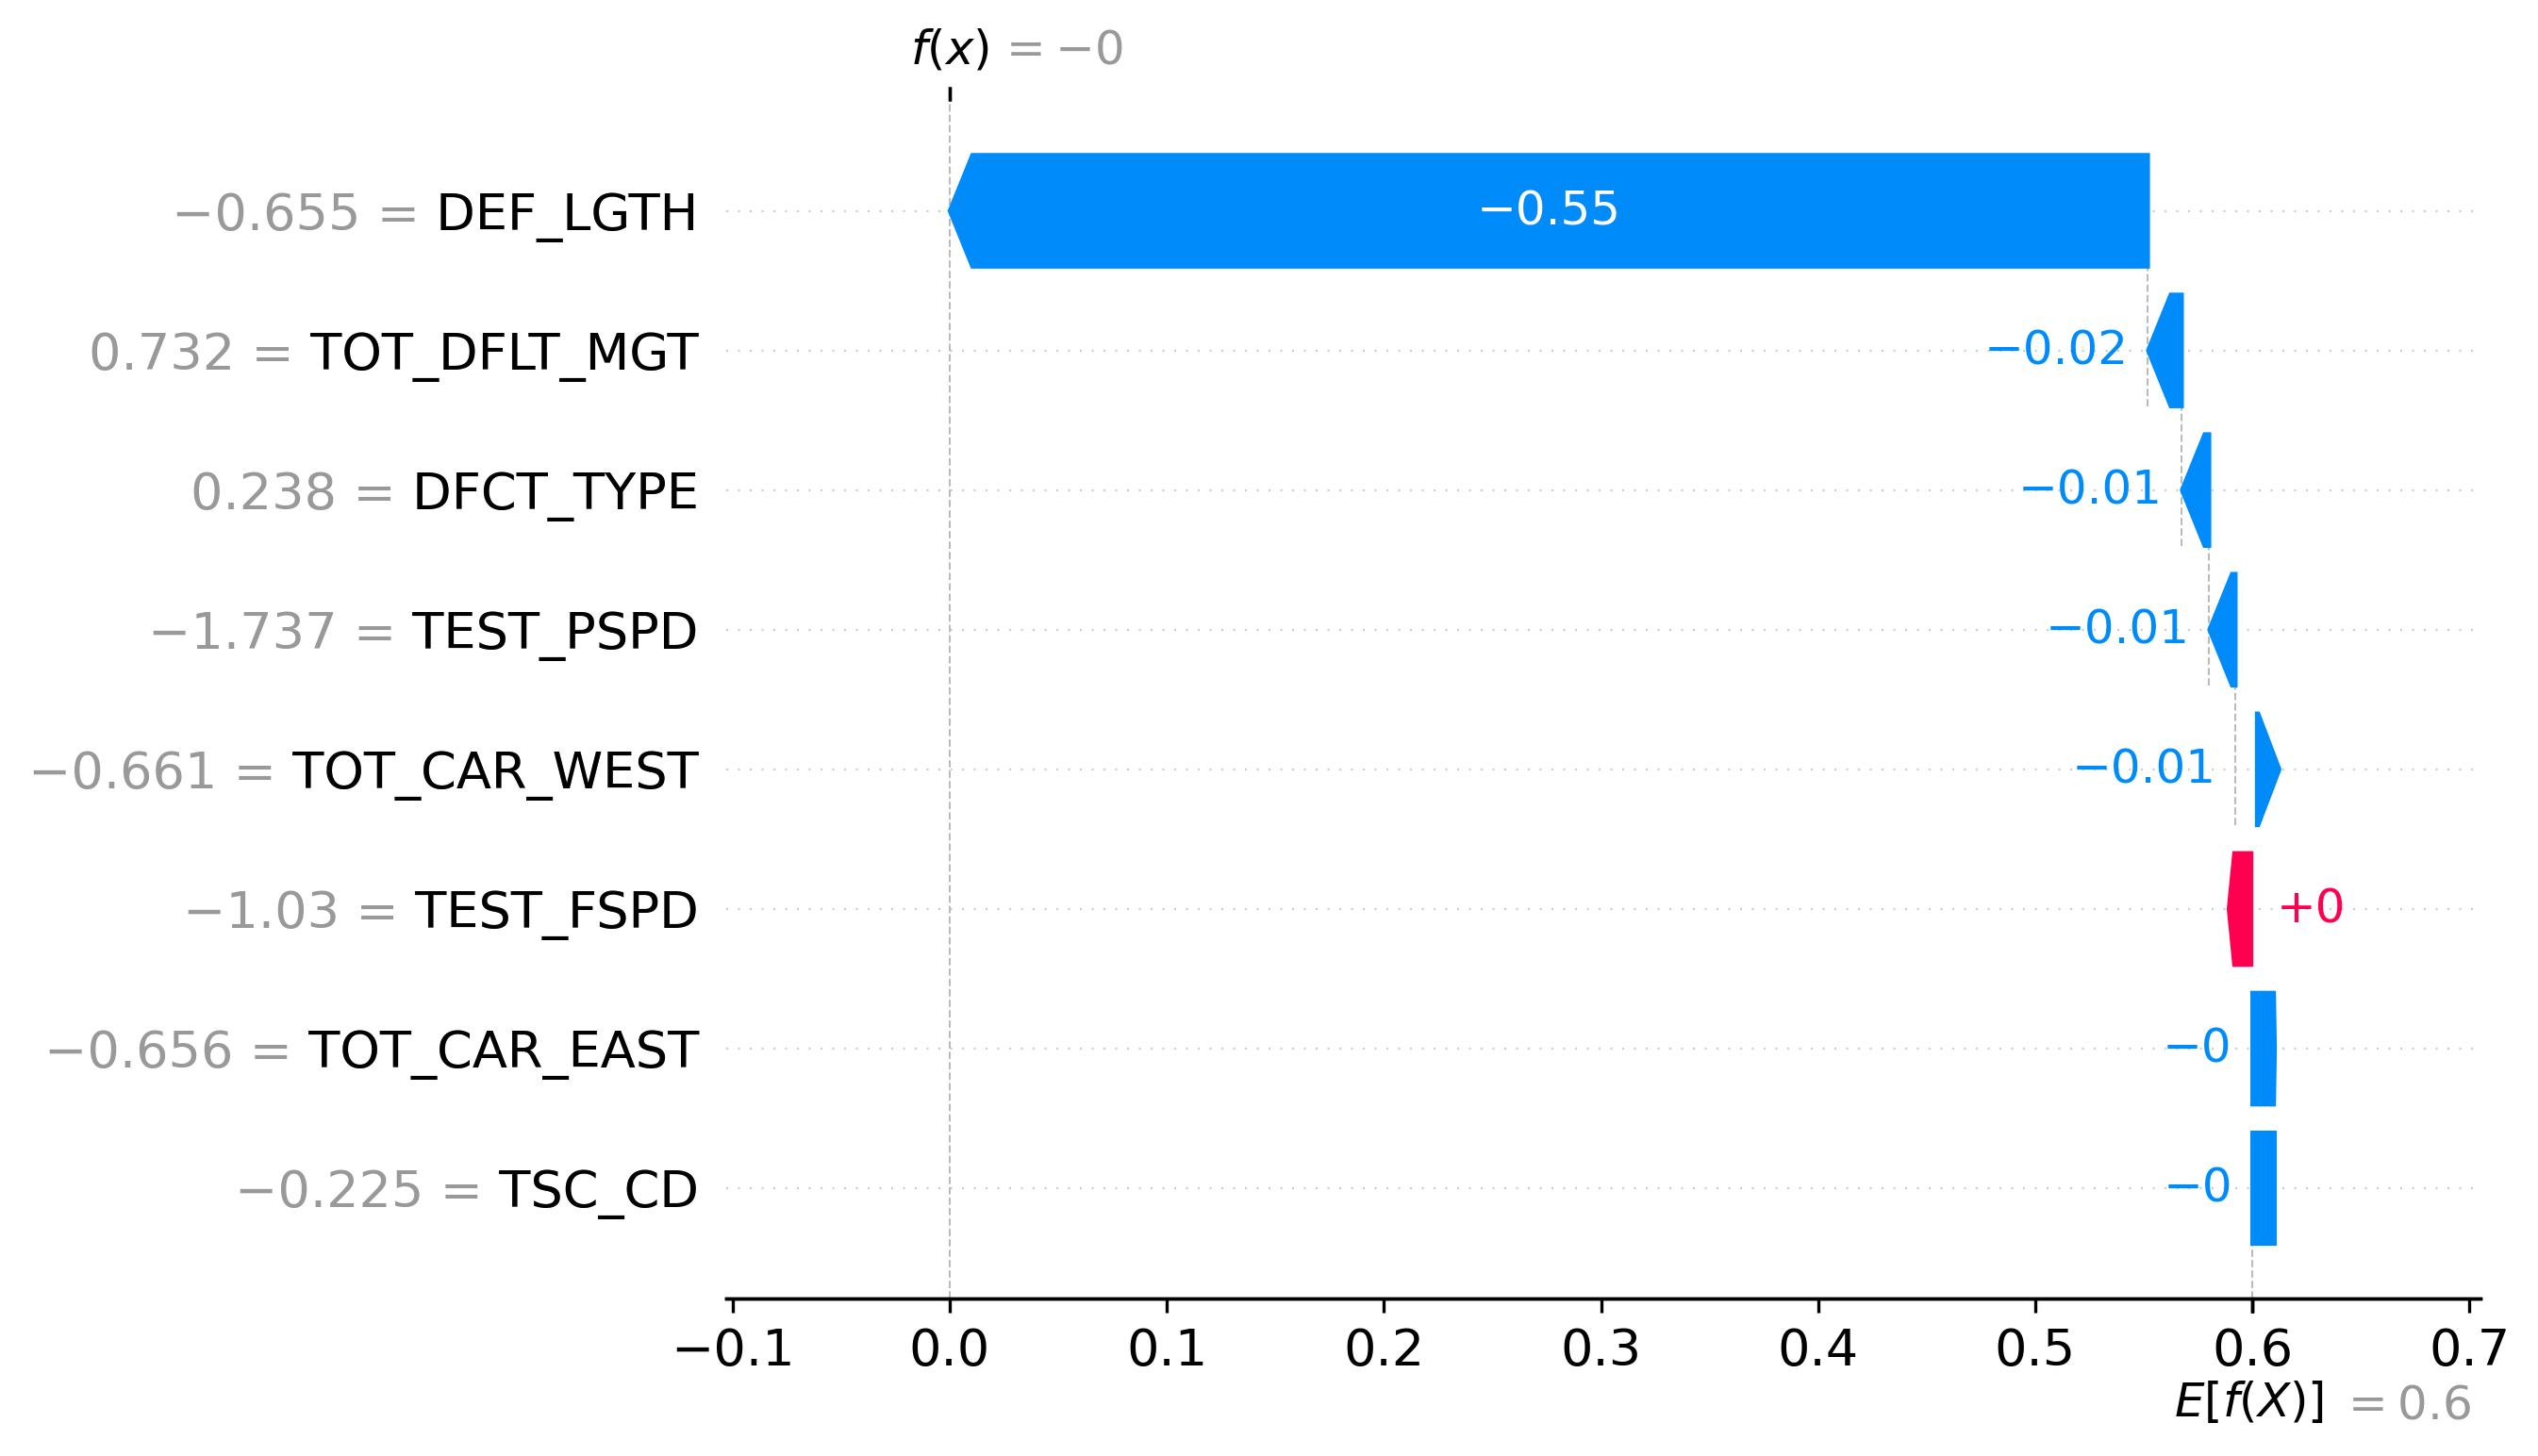 f(x) = −0
−0.655 = DEF_LGTH −0.55
0.732 = TOT_DFLT_MGT −0.02
0.238 = DFCT_TYPE −0.01
−1.737 = TEST_PSPD −0.01
−0.661 = TOT_CAR_WEST −0.01
−1.03 = TEST_FSPD +0
−0.656 = TOT_CAR_EAST −0
−0.225 = TSC_CD −0
−0.1 0.0 0.1 0.2 0.3 0.4 0.5 0.6 0.7
E[f(X)] = 0.6